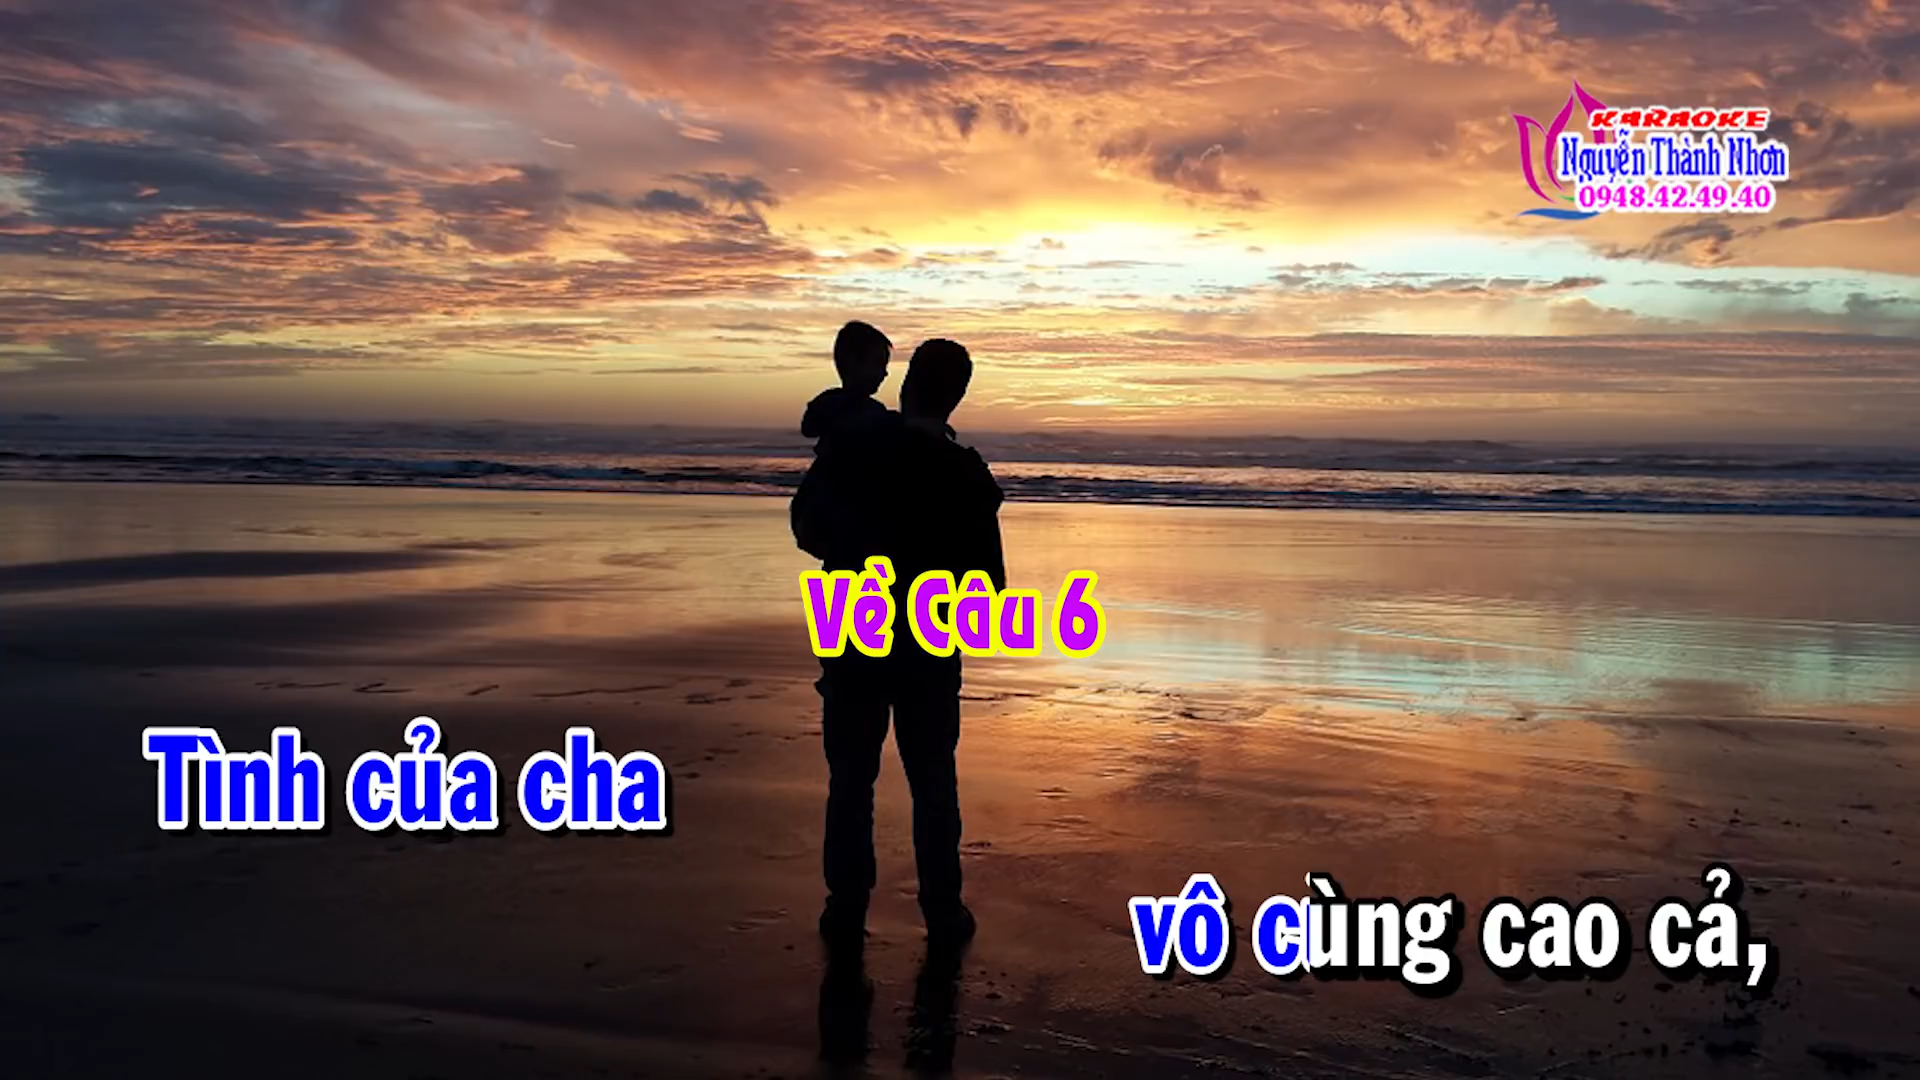 KARAOKE
Nguyễn Thành Nhơn
0948.42.49.40
Về Câu 6
Tình của cha
vô cùng cao cả,